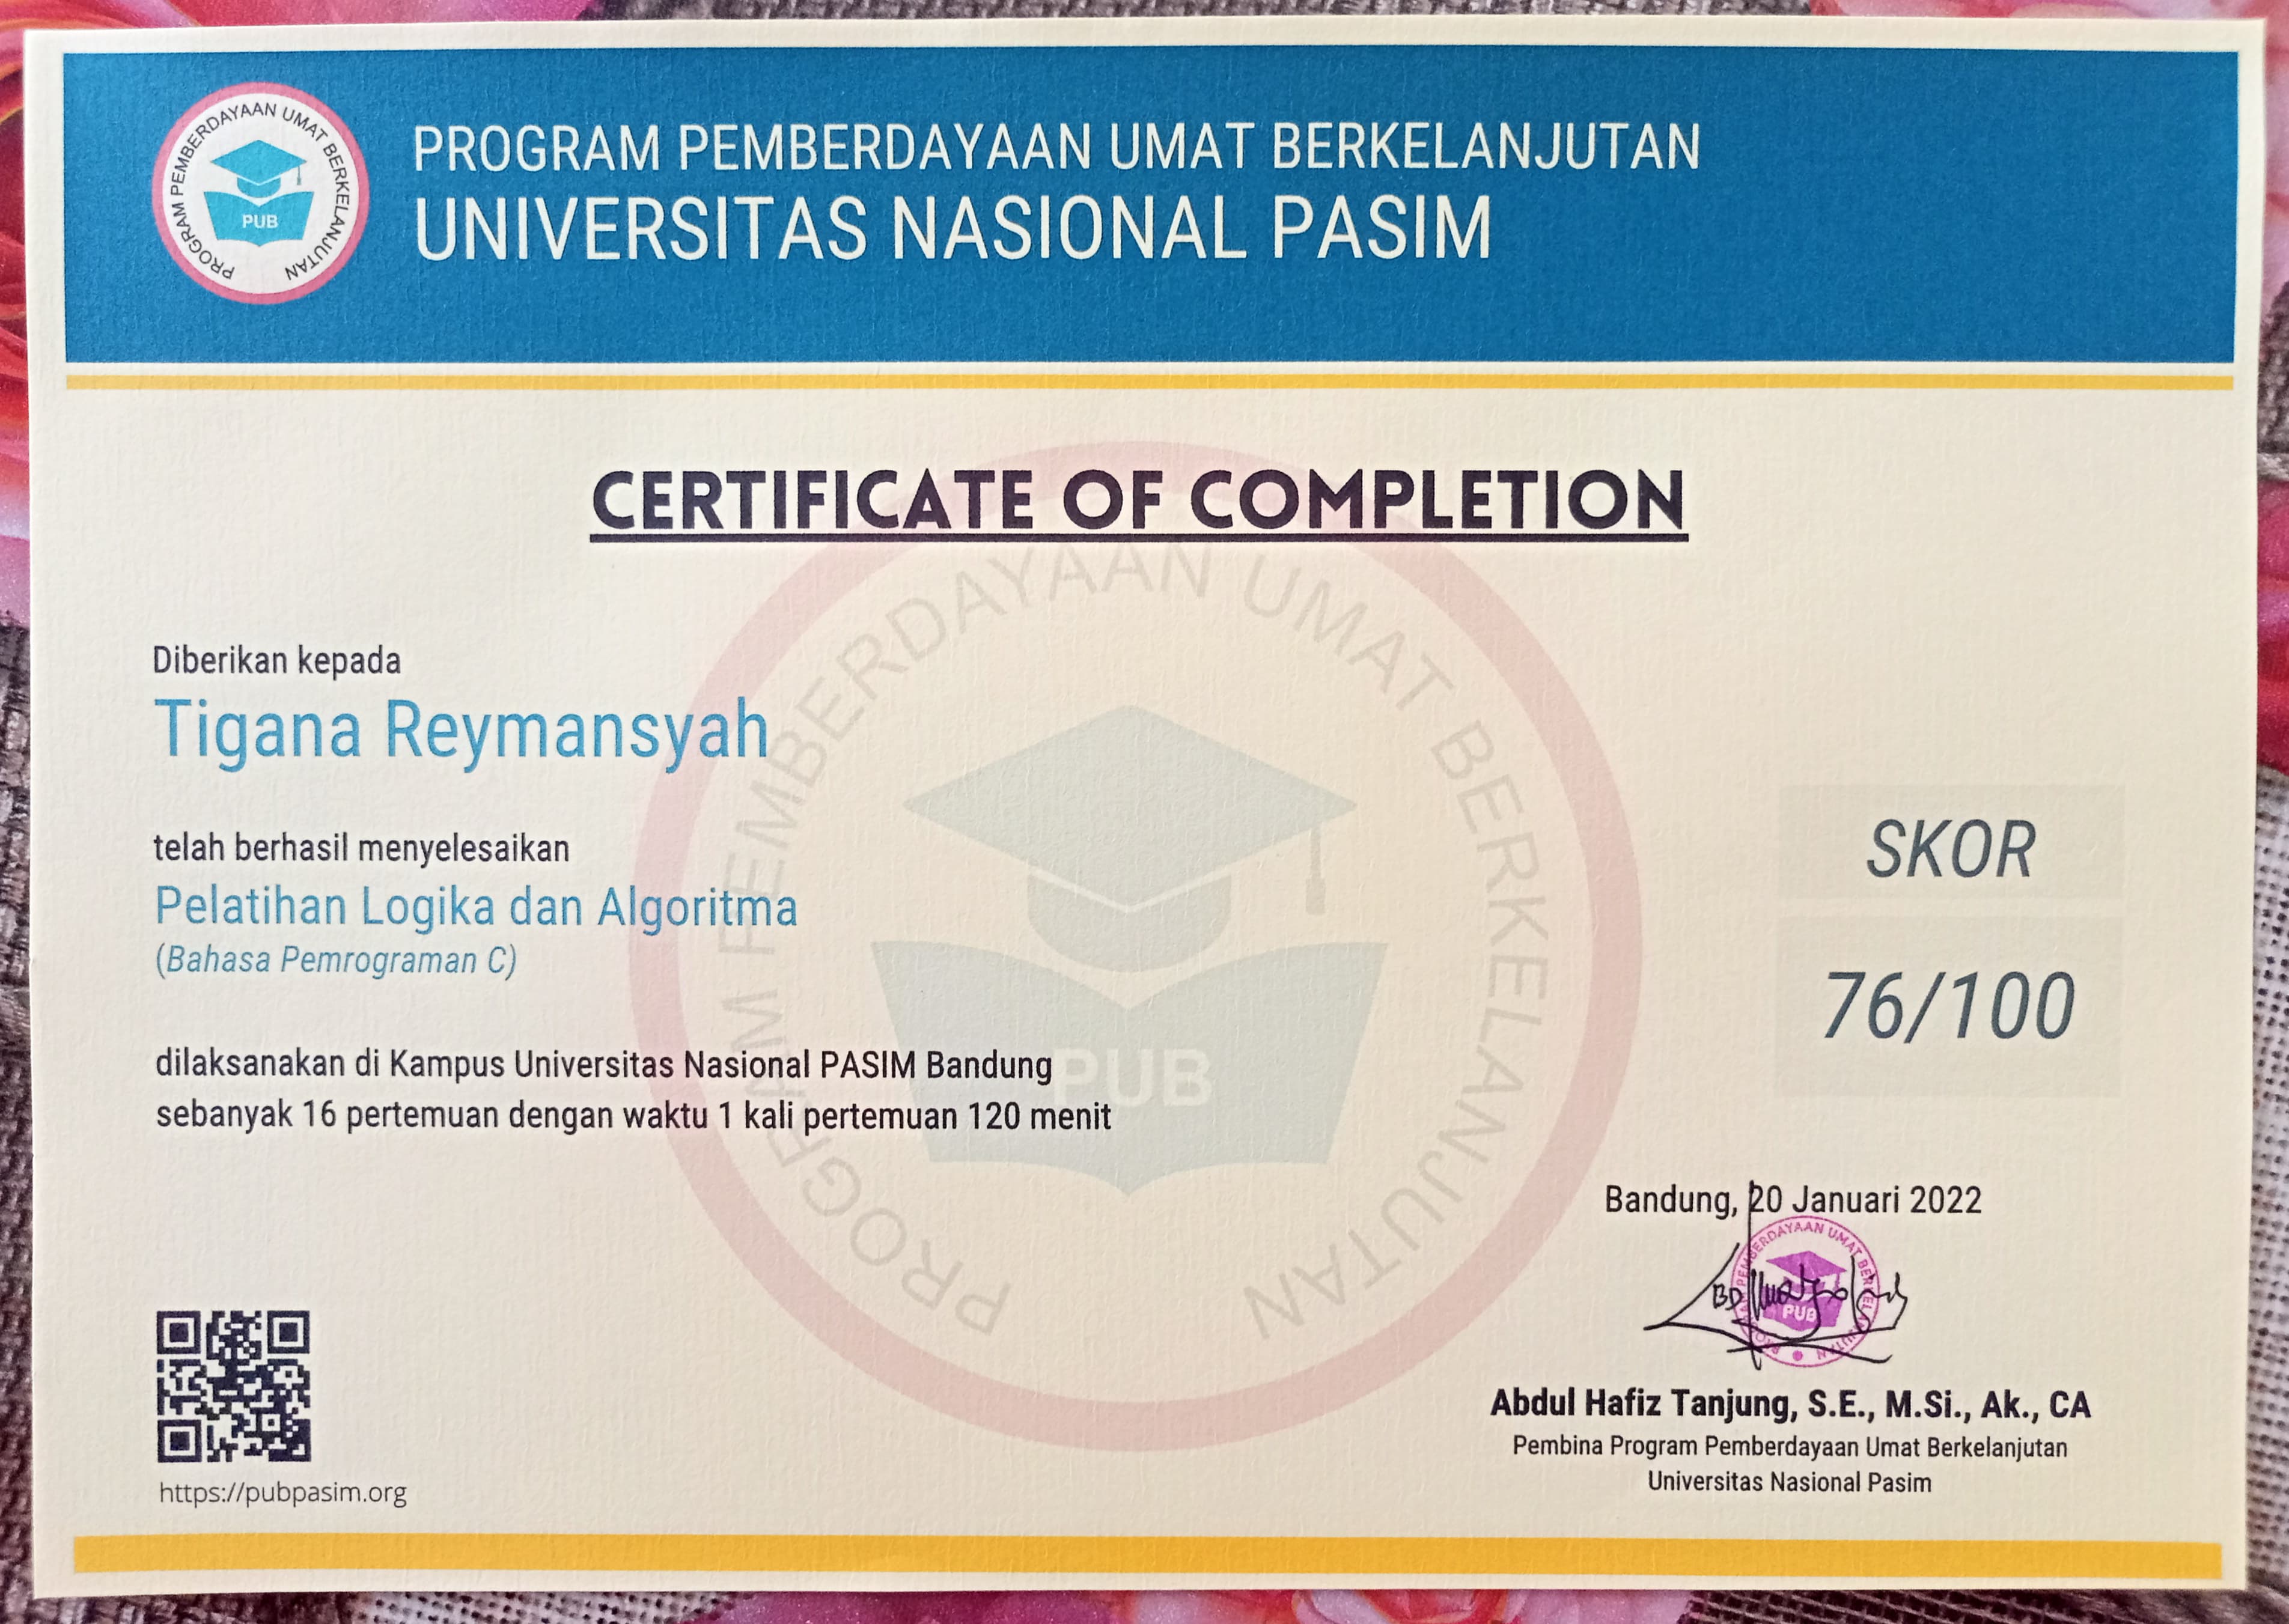 PROGRAM PEMBERDAYAAN UMAT BERKELANJUTAN
PUB
PROGRAM PEMBERDAYAAN UMAT BERKELANJUTAN
UNIVERSITAS NASIONAL PASIM
CERTIFICATE OF COMPLETION
PROGRAM PEMBERDAYAAN UMAT BERKELANJUTAN
PUB
Diberikan kepada
Tigana Reymansyah
telah berhasil menyelesaikan
Pelatihan Logika dan Algoritma
(Bahasa Pemrograman C)
dilaksanakan di Kampus Universitas Nasional PASIM Bandung
sebanyak 16 pertemuan dengan waktu 1 kali pertemuan 120 menit
SKOR
76/100
Bandung, 20 Januari 2022
PROGRAM PEMBERDAYAAN UMAT BERKELANJUTAN
PUB
Abdul Hafiz Tanjung, S.E., M.Si., Ak., CA
Pembina Program Pemberdayaan Umat Berkelanjutan
Universitas Nasional Pasim
https://pubpasim.org